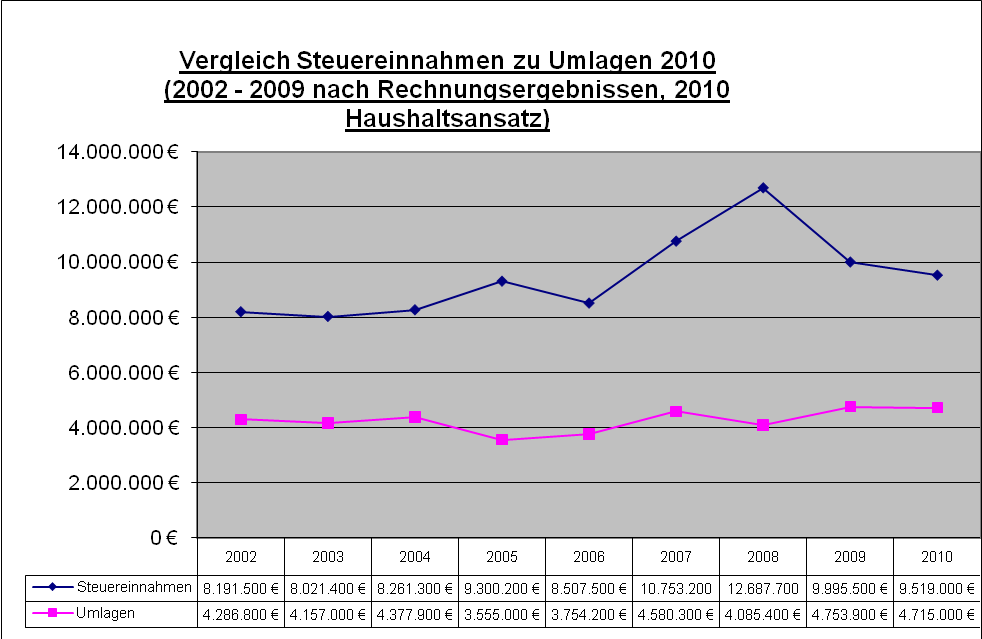 Vergleich Steuereinnahmen zu Umlagen 2010
(2002 - 2009 nach Rechnungsergebnissen, 2010
Haushaltsansatz)
14.000.000 €
12.000.000 €
10.000.000 €
8.000.000 €
6.000.000 €
4.000.000 €
2.000.000 €
0 €
2002 2003 2004 2005 2006 2007 2008 2009 2010
Steuereinnahmen 8.191.500 € 8.021.400 € 8.261.300 € 9.300.200 € 8.507.500 € 10.753.200 12.687.700 9.995.500 € 9.519.000 €
Umlagen 4.286.800 € 4.157.000 € 4.377.900 € 3.555.000 € 3.754.200 € 4.580.300 € 4.085.400 € 4.753.900 € 4.715.000 €